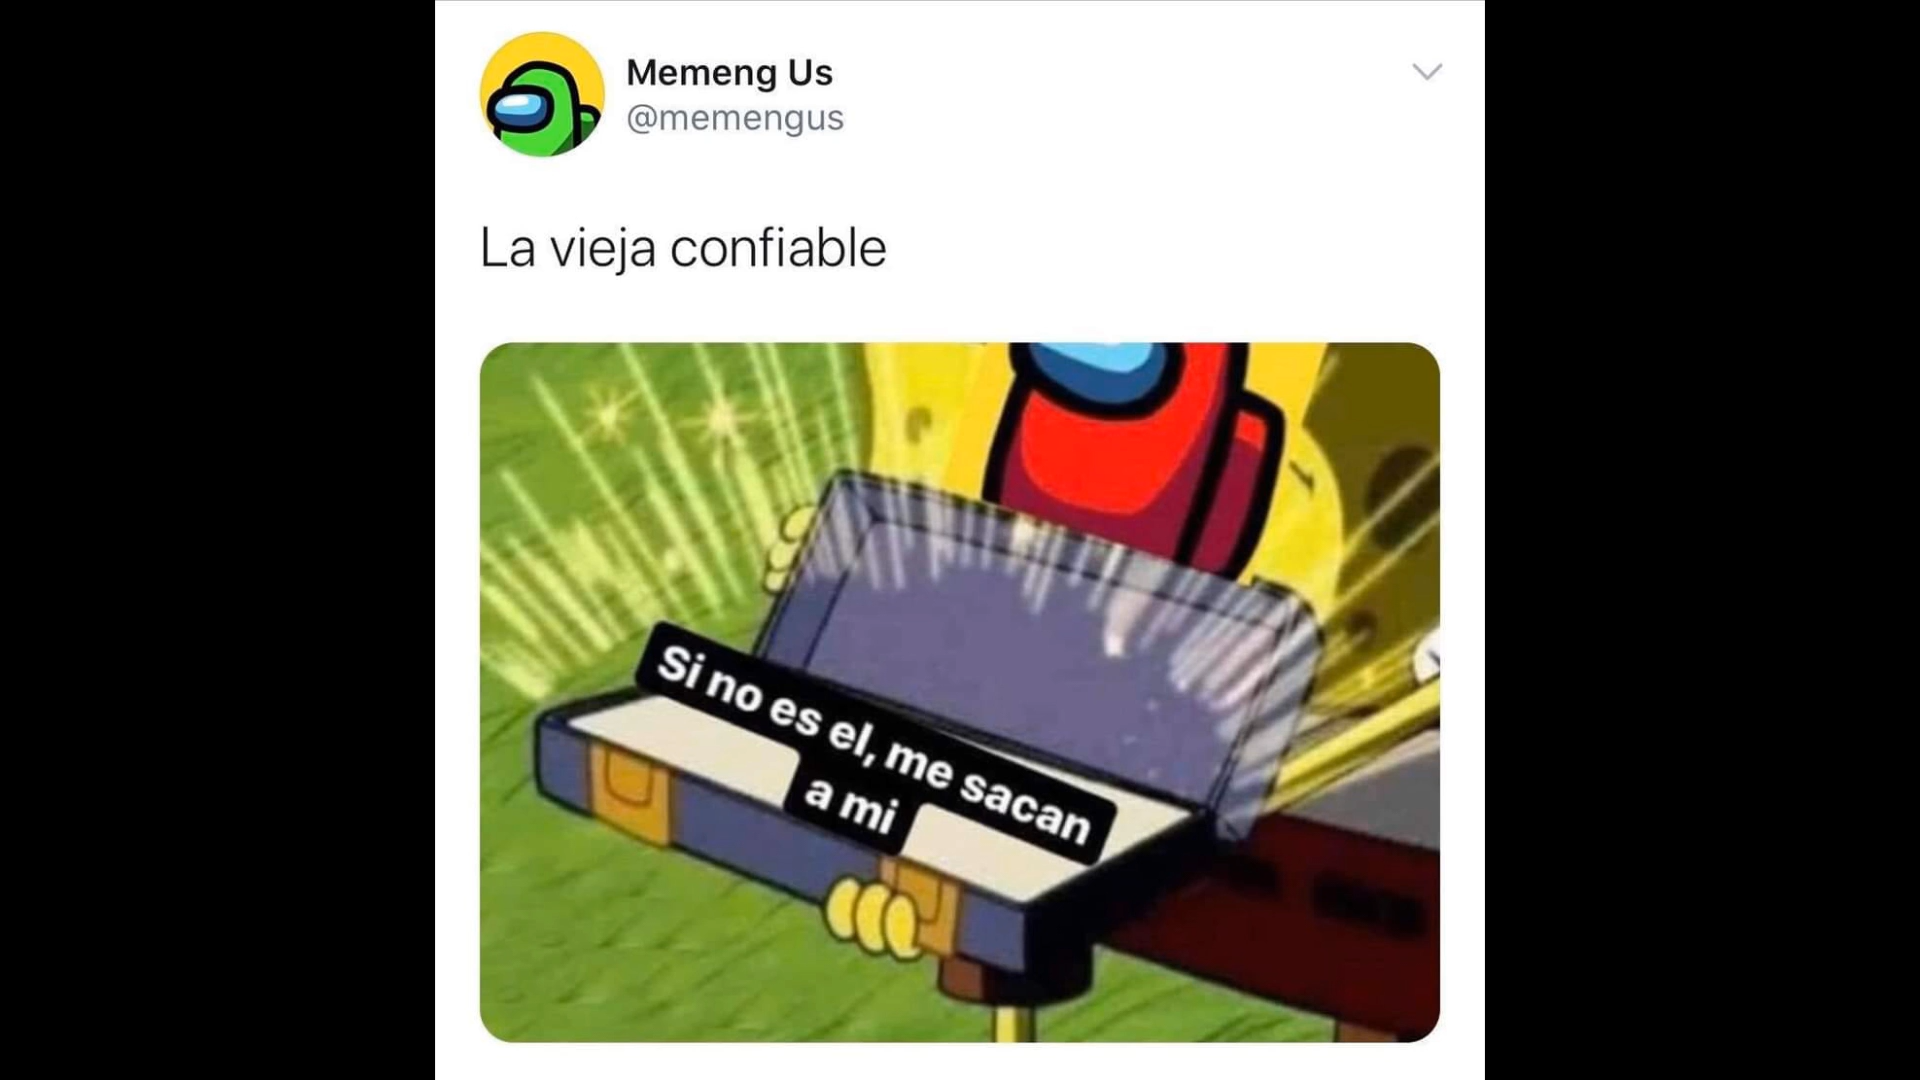 Memeng Us
@memengus
La vieja confiable
Si no es el, me sacan
a mi